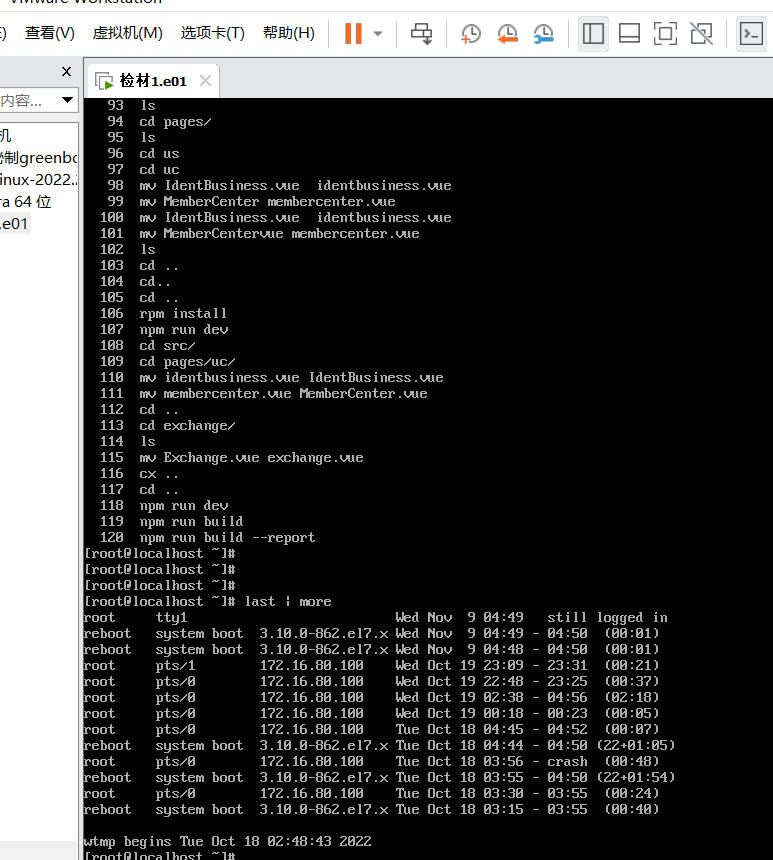 VMware Workstation
查看(V) 虚拟机(M) 选项卡(T) 帮助(H)
检材1.e01
内容...
机
制greenbo
inux-2022.
ra 64 位
.e01
93 ls
94 cd pages/
95 ls
96 cd us
97 cd uc
98 mv IdentBusiness.vue  identbusiness.vue
99 mv MemberCenter membercenter.vue
100 mv IdentBusiness.vue  identbusiness.vue
101 mv MemberCentervue membercenter.vue
102 ls
103 cd ..
104 cd..
105 cd ..
106 rpm install
107 npm run dev
108 cd src/
109 cd pages/uc/
110 mv identbusiness.vue IdentBusiness.vue
111 mv membercenter.vue MemberCenter.vue
112 cd ..
113 cd exchange/
114 ls
115 mv Exchange.vue exchange.vue
116 cx ..
117 cd ..
118 npm run dev
119 npm run build
120 npm run build --report
[root@localhost ~]#
[root@localhost ~]#
[root@localhost ~]#
[root@localhost ~]# last | more
root     tty1                          Wed Nov  9 04:49   still logged in
reboot   system boot  3.10.0-862.el7.x Wed Nov  9 04:49 - 04:50  (00:01)
reboot   system boot  3.10.0-862.el7.x Wed Nov  9 04:48 - 04:50  (00:01)
root     pts/1        172.16.80.100    Wed Oct 19 23:09 - 23:31  (00:21)
root     pts/0        172.16.80.100    Wed Oct 19 22:48 - 23:25  (00:37)
root     pts/0        172.16.80.100    Wed Oct 19 02:38 - 04:56  (02:18)
root     pts/0        172.16.80.100    Wed Oct 19 00:18 - 00:23  (00:05)
root     pts/0        172.16.80.100    Tue Oct 18 04:45 - 04:52  (00:07)
reboot   system boot  3.10.0-862.el7.x Tue Oct 18 04:44 - 04:50 (22+01:05)
root     pts/0        172.16.80.100    Tue Oct 18 03:56 - crash  (00:48)
reboot   system boot  3.10.0-862.el7.x Tue Oct 18 03:55 - 04:50 (22+01:54)
root     pts/0        172.16.80.100    Tue Oct 18 03:30 - 03:55  (00:24)
reboot   system boot  3.10.0-862.el7.x Tue Oct 18 03:15 - 03:55  (00:40)
wtmp begins Tue Oct 18 02:48:43 2022
[root@localhost ~]#